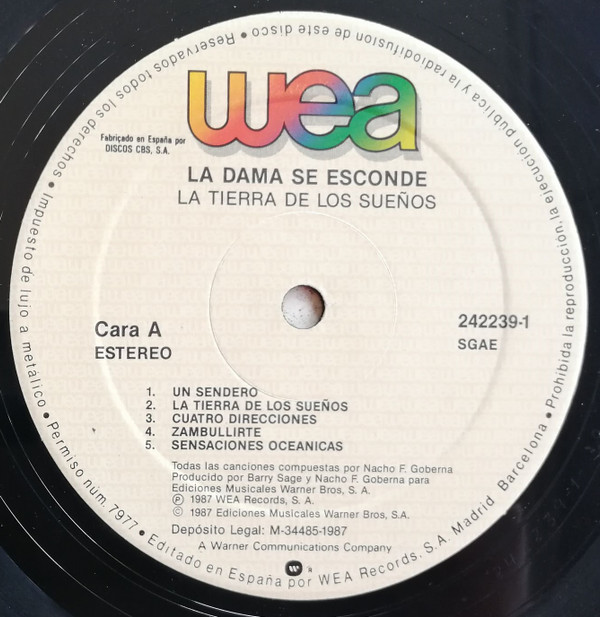 wea
Fabricado en España por
DISCOS CBS, S.A.
LA DAMA SE ESCONDE
LA TIERRA DE LOS SUEÑOS
Cara A
ESTEREO
242239-1
SGAE
1. UN SENDERO
2. LA TIERRA DE LOS SUEÑOS
3. CUATRO DIRECCIONES
4. ZAMBULLIRTE
5. SENSACIONES OCEANICAS
Todas las canciones compuestas por Nacho F. Goberna
Producido por Barry Sage y Nacho F. Goberna para
Ediciones Musicales Warner Bros, S. A.
Ⓟ 1987 WEA Records, S. A.
© 1987 Ediciones Musicales Warner Bros, S.A.
Depósito Legal: M-34485-1987
A Warner Communications Company
Editado en España por WEA Records, S.A. Madrid Barcelona • Prohibida la reproducción, la ejecución pública y la radiodifusion de este disco • Reservados todos los derechos • Impuesto de lujo a metálico • Permiso núm. 7977 •